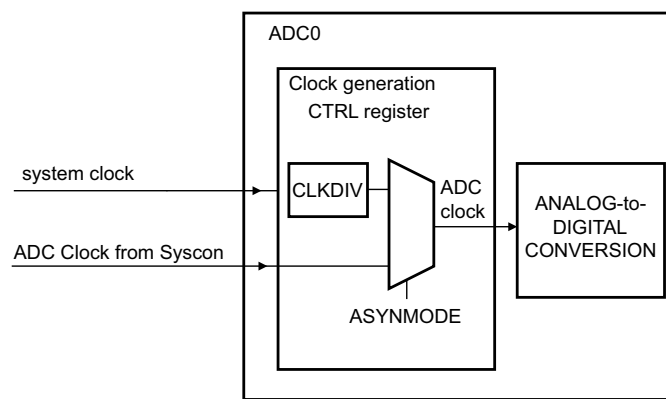 ADC0
Clock generation
CTRL register
system clock
CLKDIV
ADC
clock
ANALOG-to-
DIGITAL
CONVERSION
ADC Clock from Syscon
ASYNMODE